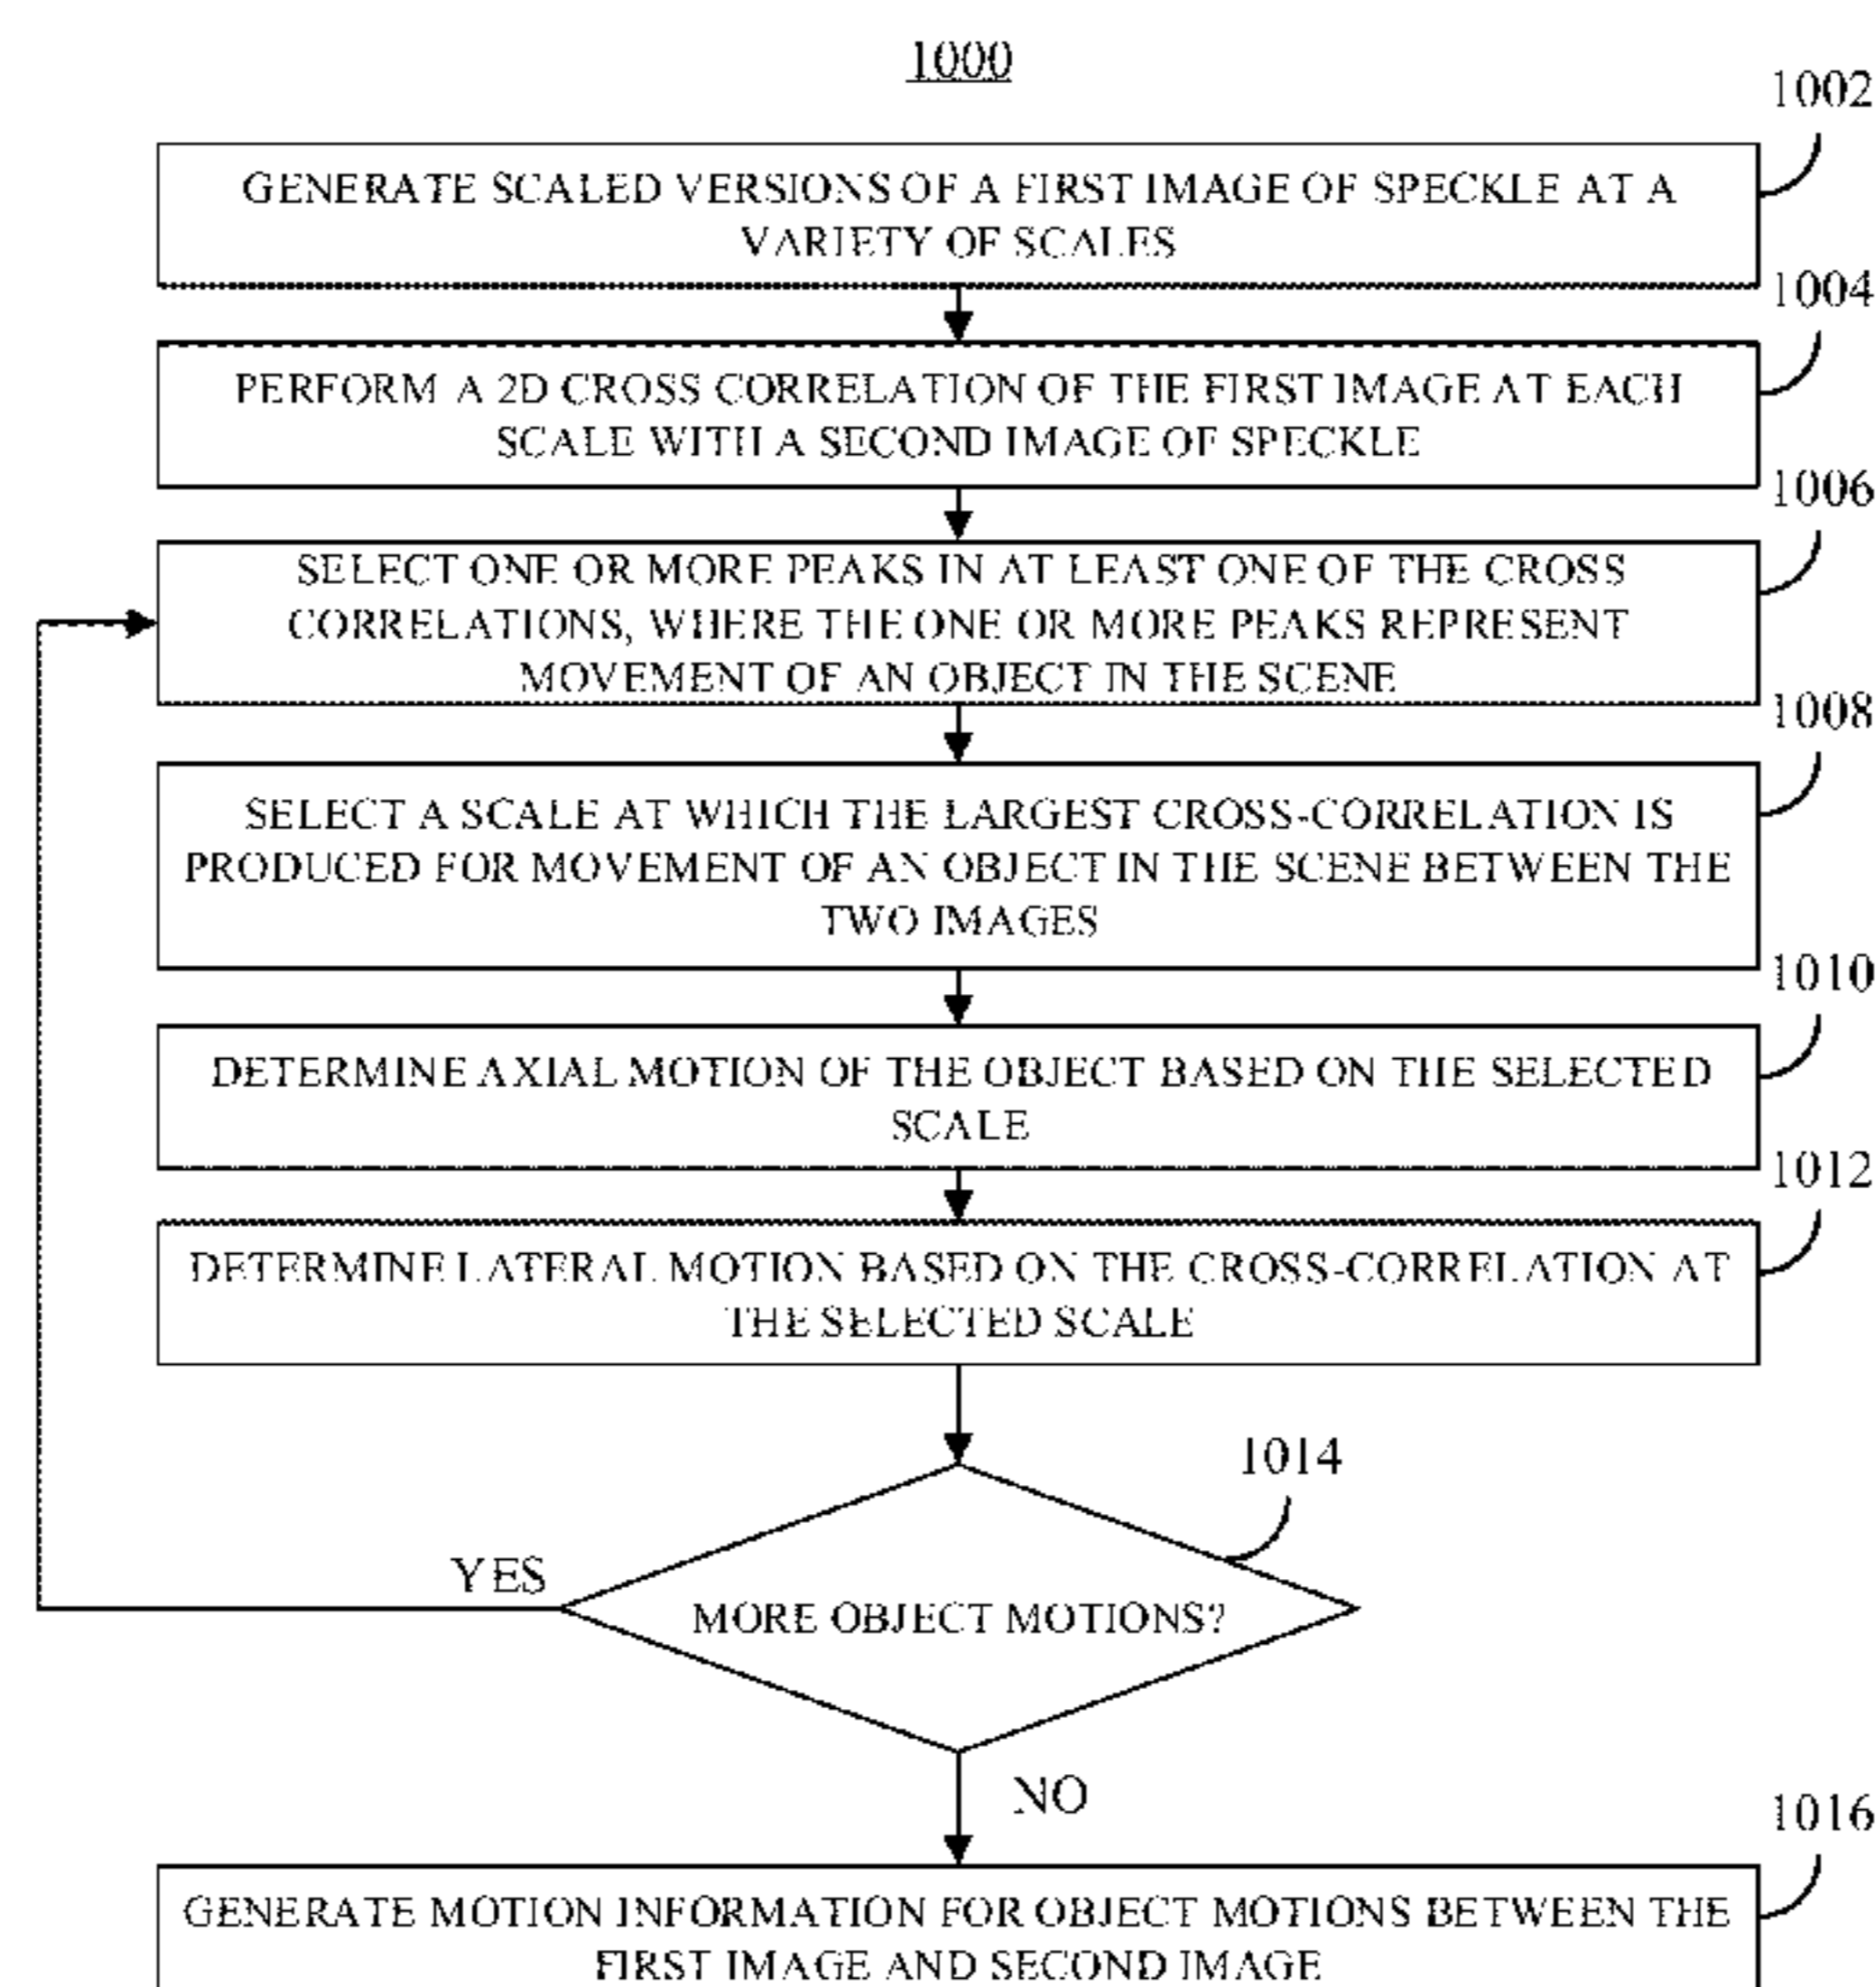 1000
1002
GENERATE SCALED VERSIONS OF A FIRST IMAGE OF SPECKLE AT A
VARIETY OF SCALES
1004
PERFORM A 2D CROSS CORRELATION OF THE FIRST IMAGE AT EACH
SCALE WITH A SECOND IMAGE OF SPECKLE
1006
SELECT ONE OR MORE PEAKS IN AT LEAST ONE OF THE CROSS
CORRELATIONS, WHERE THE ONE OR MORE PEAKS REPRESENT
MOVEMENT OF AN OBJECT IN THE SCENE
1008
SELECT A SCALE AT WHICH THE LARGEST CROSS-CORRELATION IS
PRODUCED FOR MOVEMENT OF AN OBJECT IN THE SCENE BETWEEN THE
TWO IMAGES
1010
DETERMINE AXIAL MOTION OF THE OBJECT BASED ON THE SELECTED
SCALE
1012
DETERMINE LATERAL MOTION BASED ON THE CROSS-CORRELATION AT
THE SELECTED SCALE
1014
YES
MORE OBJECT MOTIONS?
NO
1016
GENERATE MOTION INFORMATION FOR OBJECT MOTIONS BETWEEN THE
FIRST IMAGE AND SECOND IMAGE